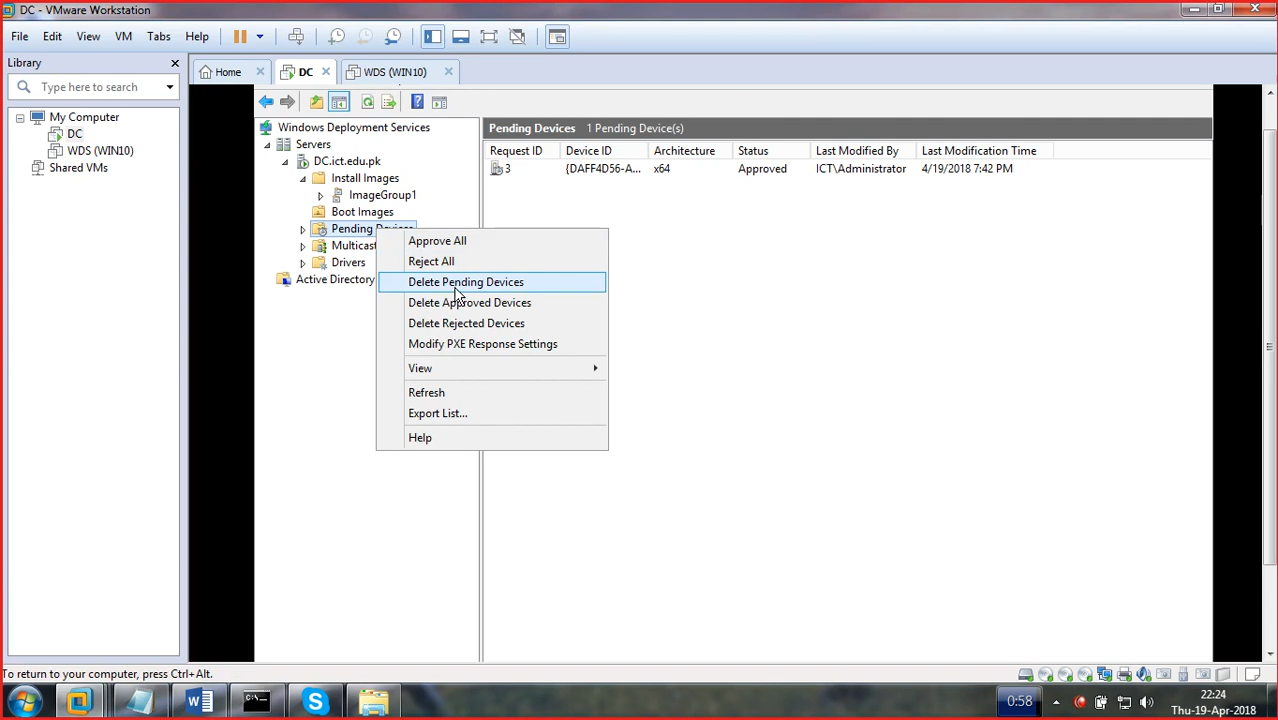 DC - VMware Workstation
File Edit View VM Tabs Help
Library
Type here to search
My Computer
DC
WDS (WIN10)
Shared VMs
Home DC WDS (WIN10)
Windows Deployment Services
Servers
DC.ict.edu.pk
Install Images
ImageGroup1
Boot Images
Pending Devices
Multicast
Drivers
Active Directory
Pending Devices 1 Pending Device(s)
Request ID Device ID Architecture Status Last Modified By Last Modification Time
3 {DAFF4D56-A... x64 Approved ICT\Administrator 4/19/2018 7:42 PM
Approve All
Reject All
Delete Pending Devices
Delete Approved Devices
Delete Rejected Devices
Modify PXE Response Settings
View
Refresh
Export List...
Help
To return to your computer, press Ctrl+Alt.
0:58
22:24
Thu-19-Apr-2018